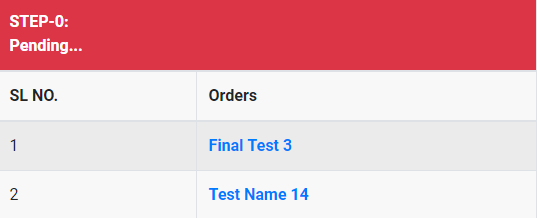 STEP-0:
Pending...
SL NO. Orders
1 Final Test 3
2 Test Name 14